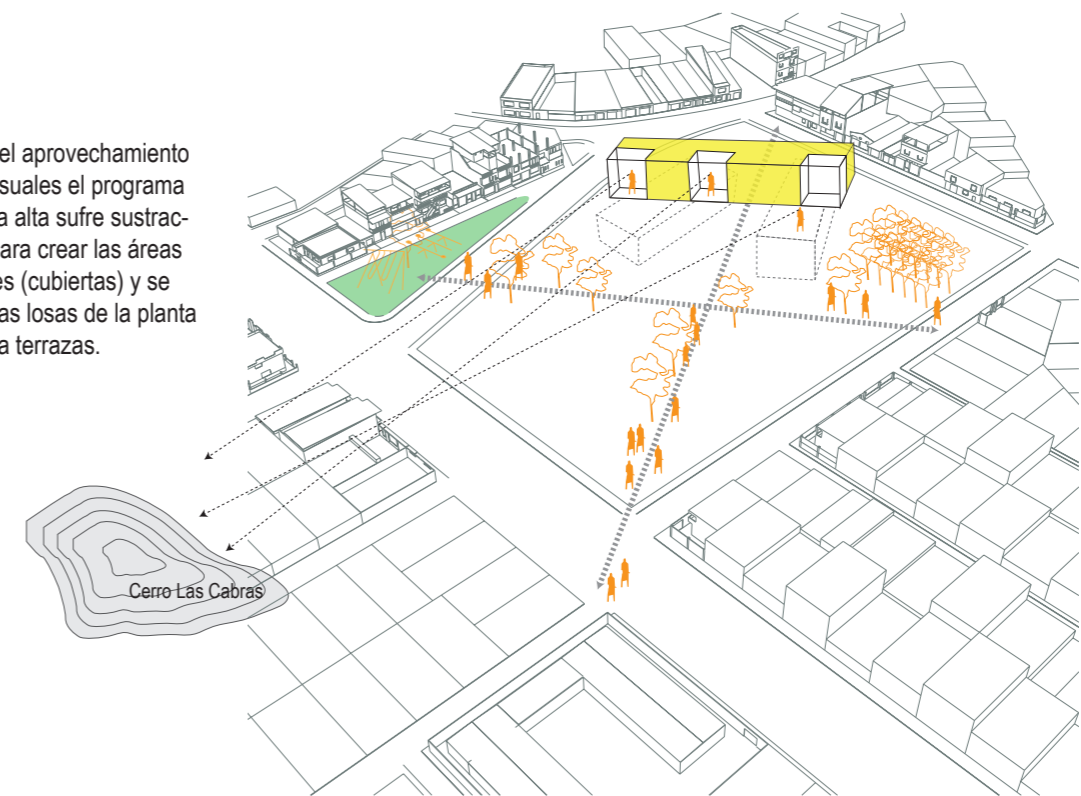 el aprovechamiento
suales el programa
a alta sufre sustrac-
ara crear las áreas
es (cubiertas) y se
as losas de la planta
a terrazas.
Cerro Las Cabras